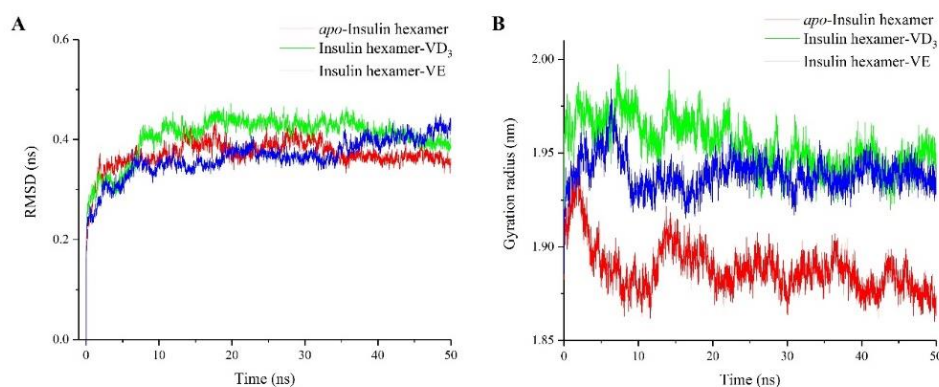 A
apo-Insulin hexamer
Insulin hexamer-VD3
Insulin hexamer-VE
0.6
0.4
0.2
0.0
RMSD (ns)
0
10
20
30
40
50
Time (ns)
B
apo-Insulin hexamer
Insulin hexamer-VD3
Insulin hexamer-VE
2.00
1.95
1.90
1.85
Gyration radius (nm)
0
10
20
30
40
50
Time (ns)